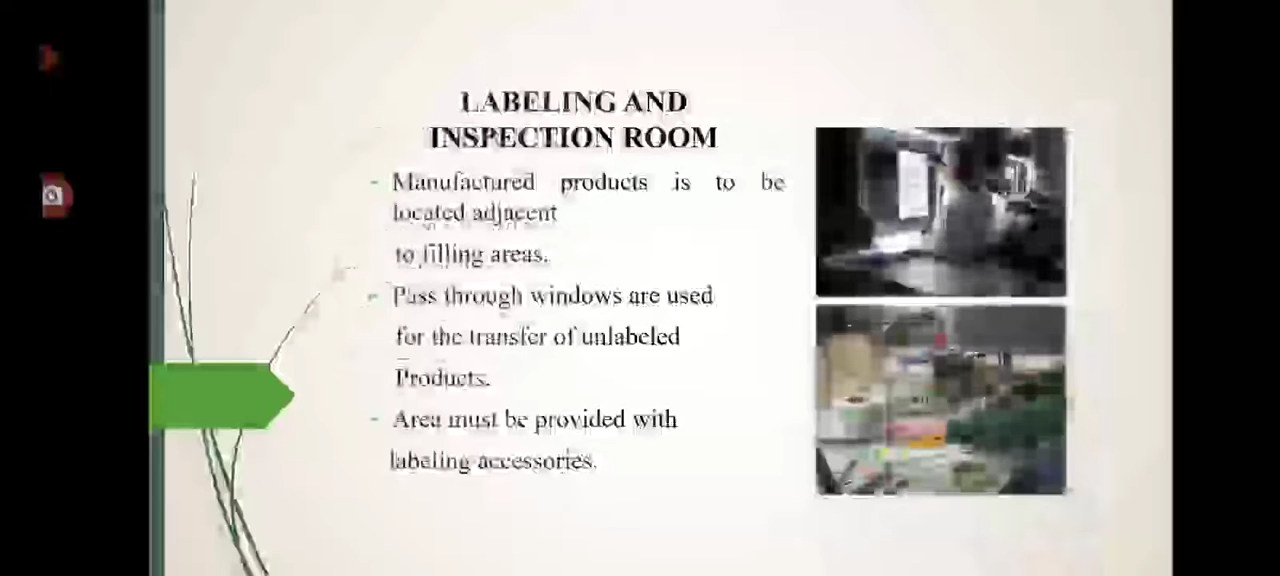 LABELING AND
INSPECTION ROOM
- Manufactured products is to be
located adjacent
to filling areas.
- Pass through windows are used
for the transfer of unlabeled
Products.
- Area must be provided with
labeling accessories.